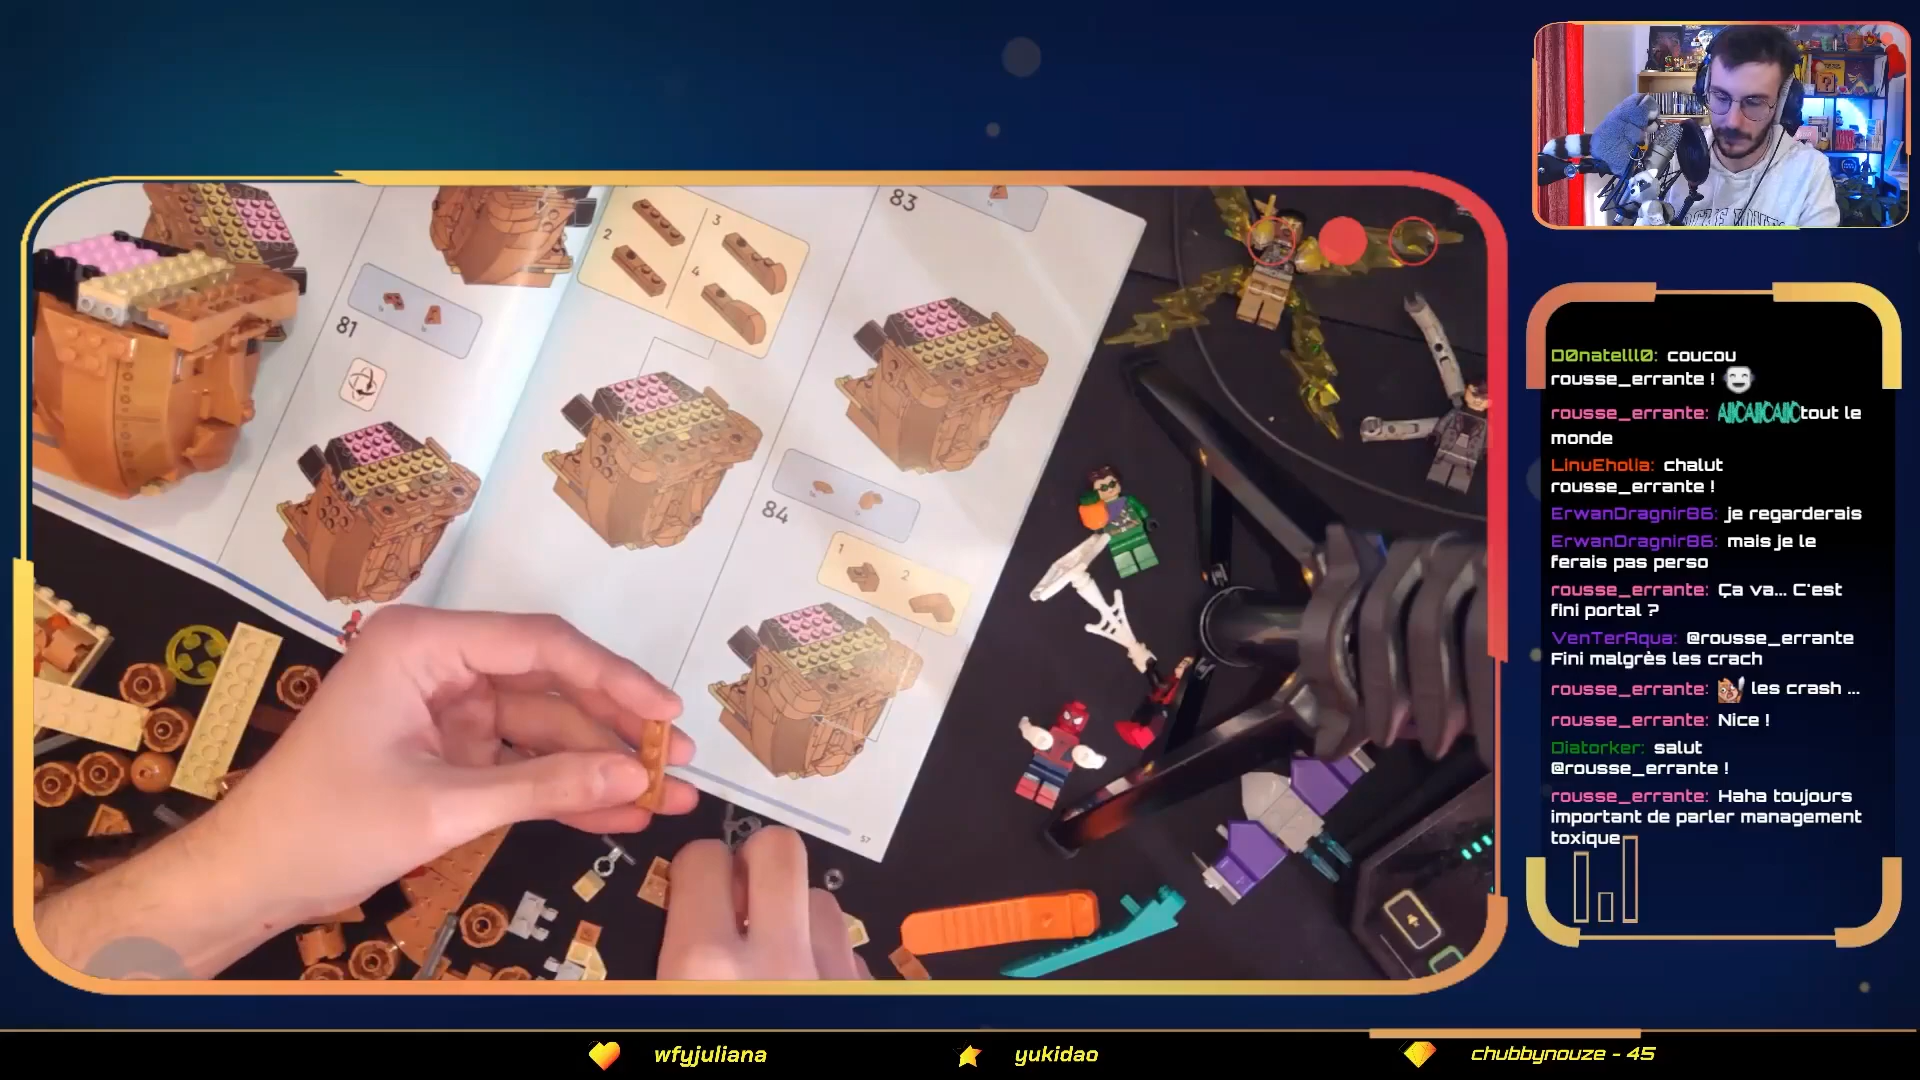 83
2
3
4
81
84
1
2
57
D0natelll0: coucou
rousse_errante !
rousse_errante: tout le
monde
LinuEholia: chalut
rousse_errante !
ErwanDragnir86: je regarderais
ErwanDragnir86: mais je le
ferais pas perso
rousse_errante: Ça va... C'est
fini portal ?
VenTerAqua: @rousse_errante
Fini malgrès les crach
rousse_errante: les crash ...
rousse_errante: Nice !
Diatorker: salut
@rousse_errante !
rousse_errante: Haha toujours
important de parler management
toxique
wfyjuliana
yukidao
chubbynouze - 45